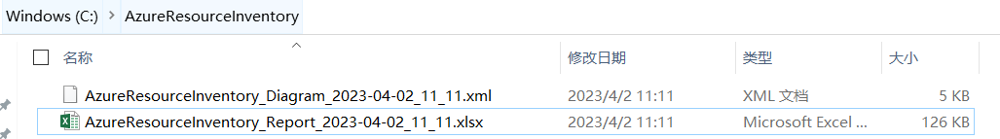 Windows (C:) AzureResourceInventory
名称 修改日期 类型 大小
AzureResourceInventory_Diagram_2023-04-02_11_11.xml 2023/4/2 11:11 XML 文档 5 KB
AzureResourceInventory_Report_2023-04-02_11_11.xlsx 2023/4/2 11:11 Microsoft Excel ... 126 KB